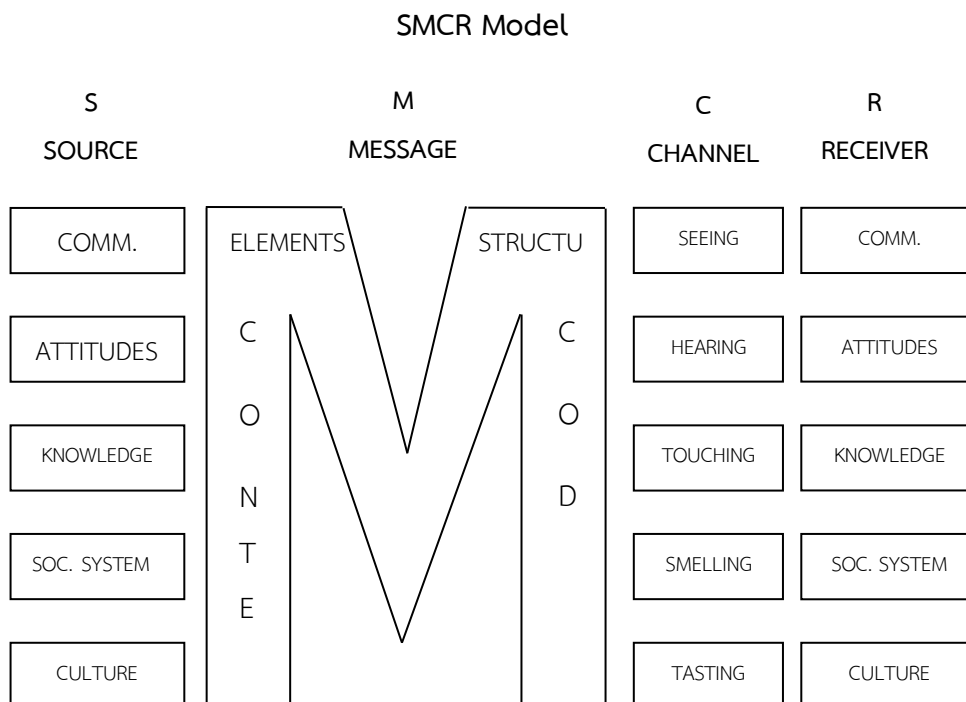 SMCR Model
S
SOURCE
COMM.
ATTITUDES
KNOWLEDGE
SOC. SYSTEM
CULTURE
M
MESSAGE
ELEMENTS
STRUCTU
C
O
N
T
E
C
O
D
C
CHANNEL
SEEING
HEARING
TOUCHING
SMELLING
TASTING
R
RECEIVER
COMM.
ATTITUDES
KNOWLEDGE
SOC. SYSTEM
CULTURE